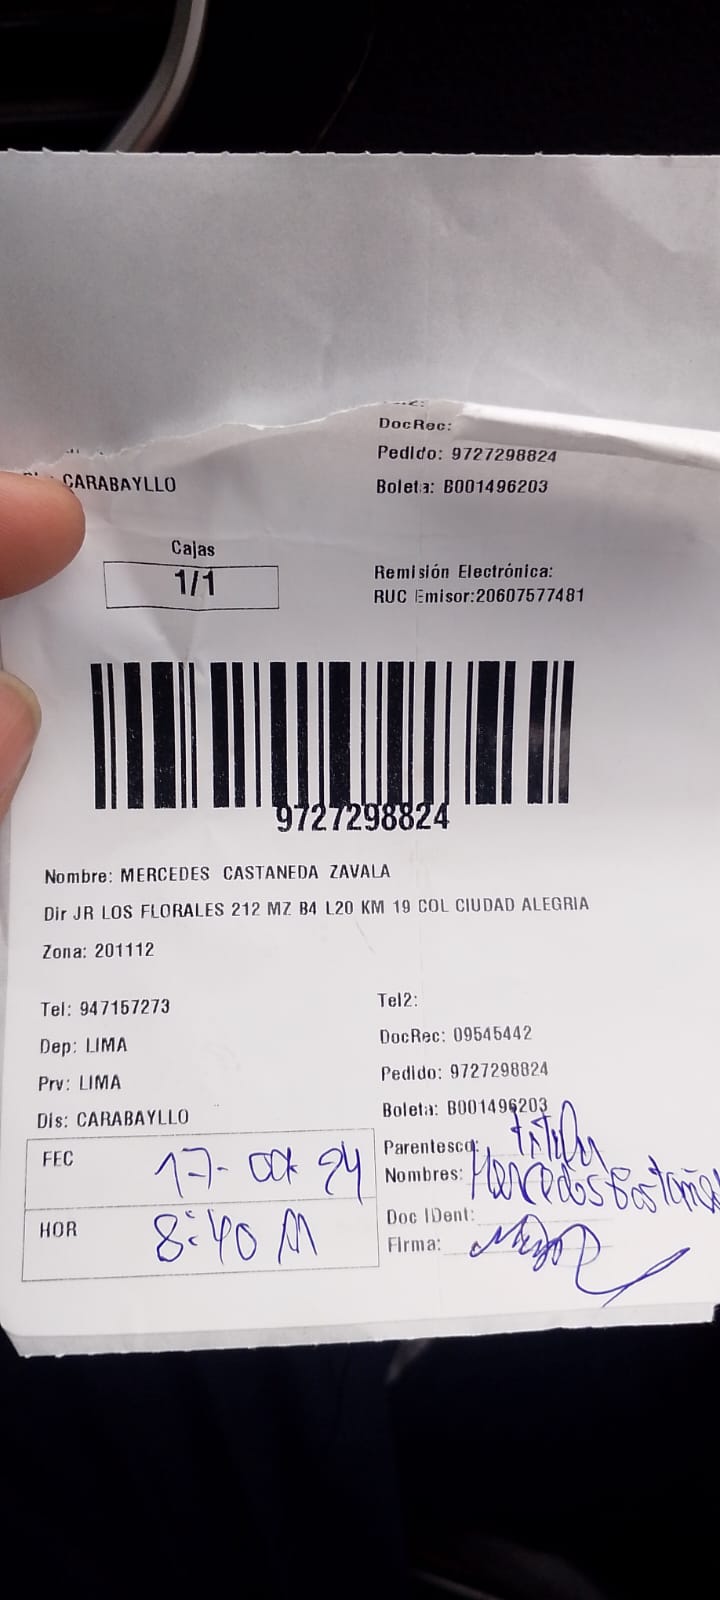 DocRec:
Pedido: 9727298824
CARABAYLLO
Boleta: B001496203
Cajas
1/1
Remisión Electrónica:
RUC Emisor:20607577481
9727298824
Nombre: MERCEDES CASTANEDA ZAVALA
Dir JR LOS FLORALES 212 MZ B4 L20 KM 19 COL CIUDAD ALEGRIA
Zona: 201112
Tel: 947157273
Tel2:
Dep: LIMA
DocRec: 09545442
Prv: LIMA
Pedido: 9727298824
Dis: CARABAYLLO
Boleta: B001496203
FEC 17-oct 24
Parentesco: titular
Nombres: Mercedes Castañe
HOR 8:40 M
Doc IDent:
Firma: